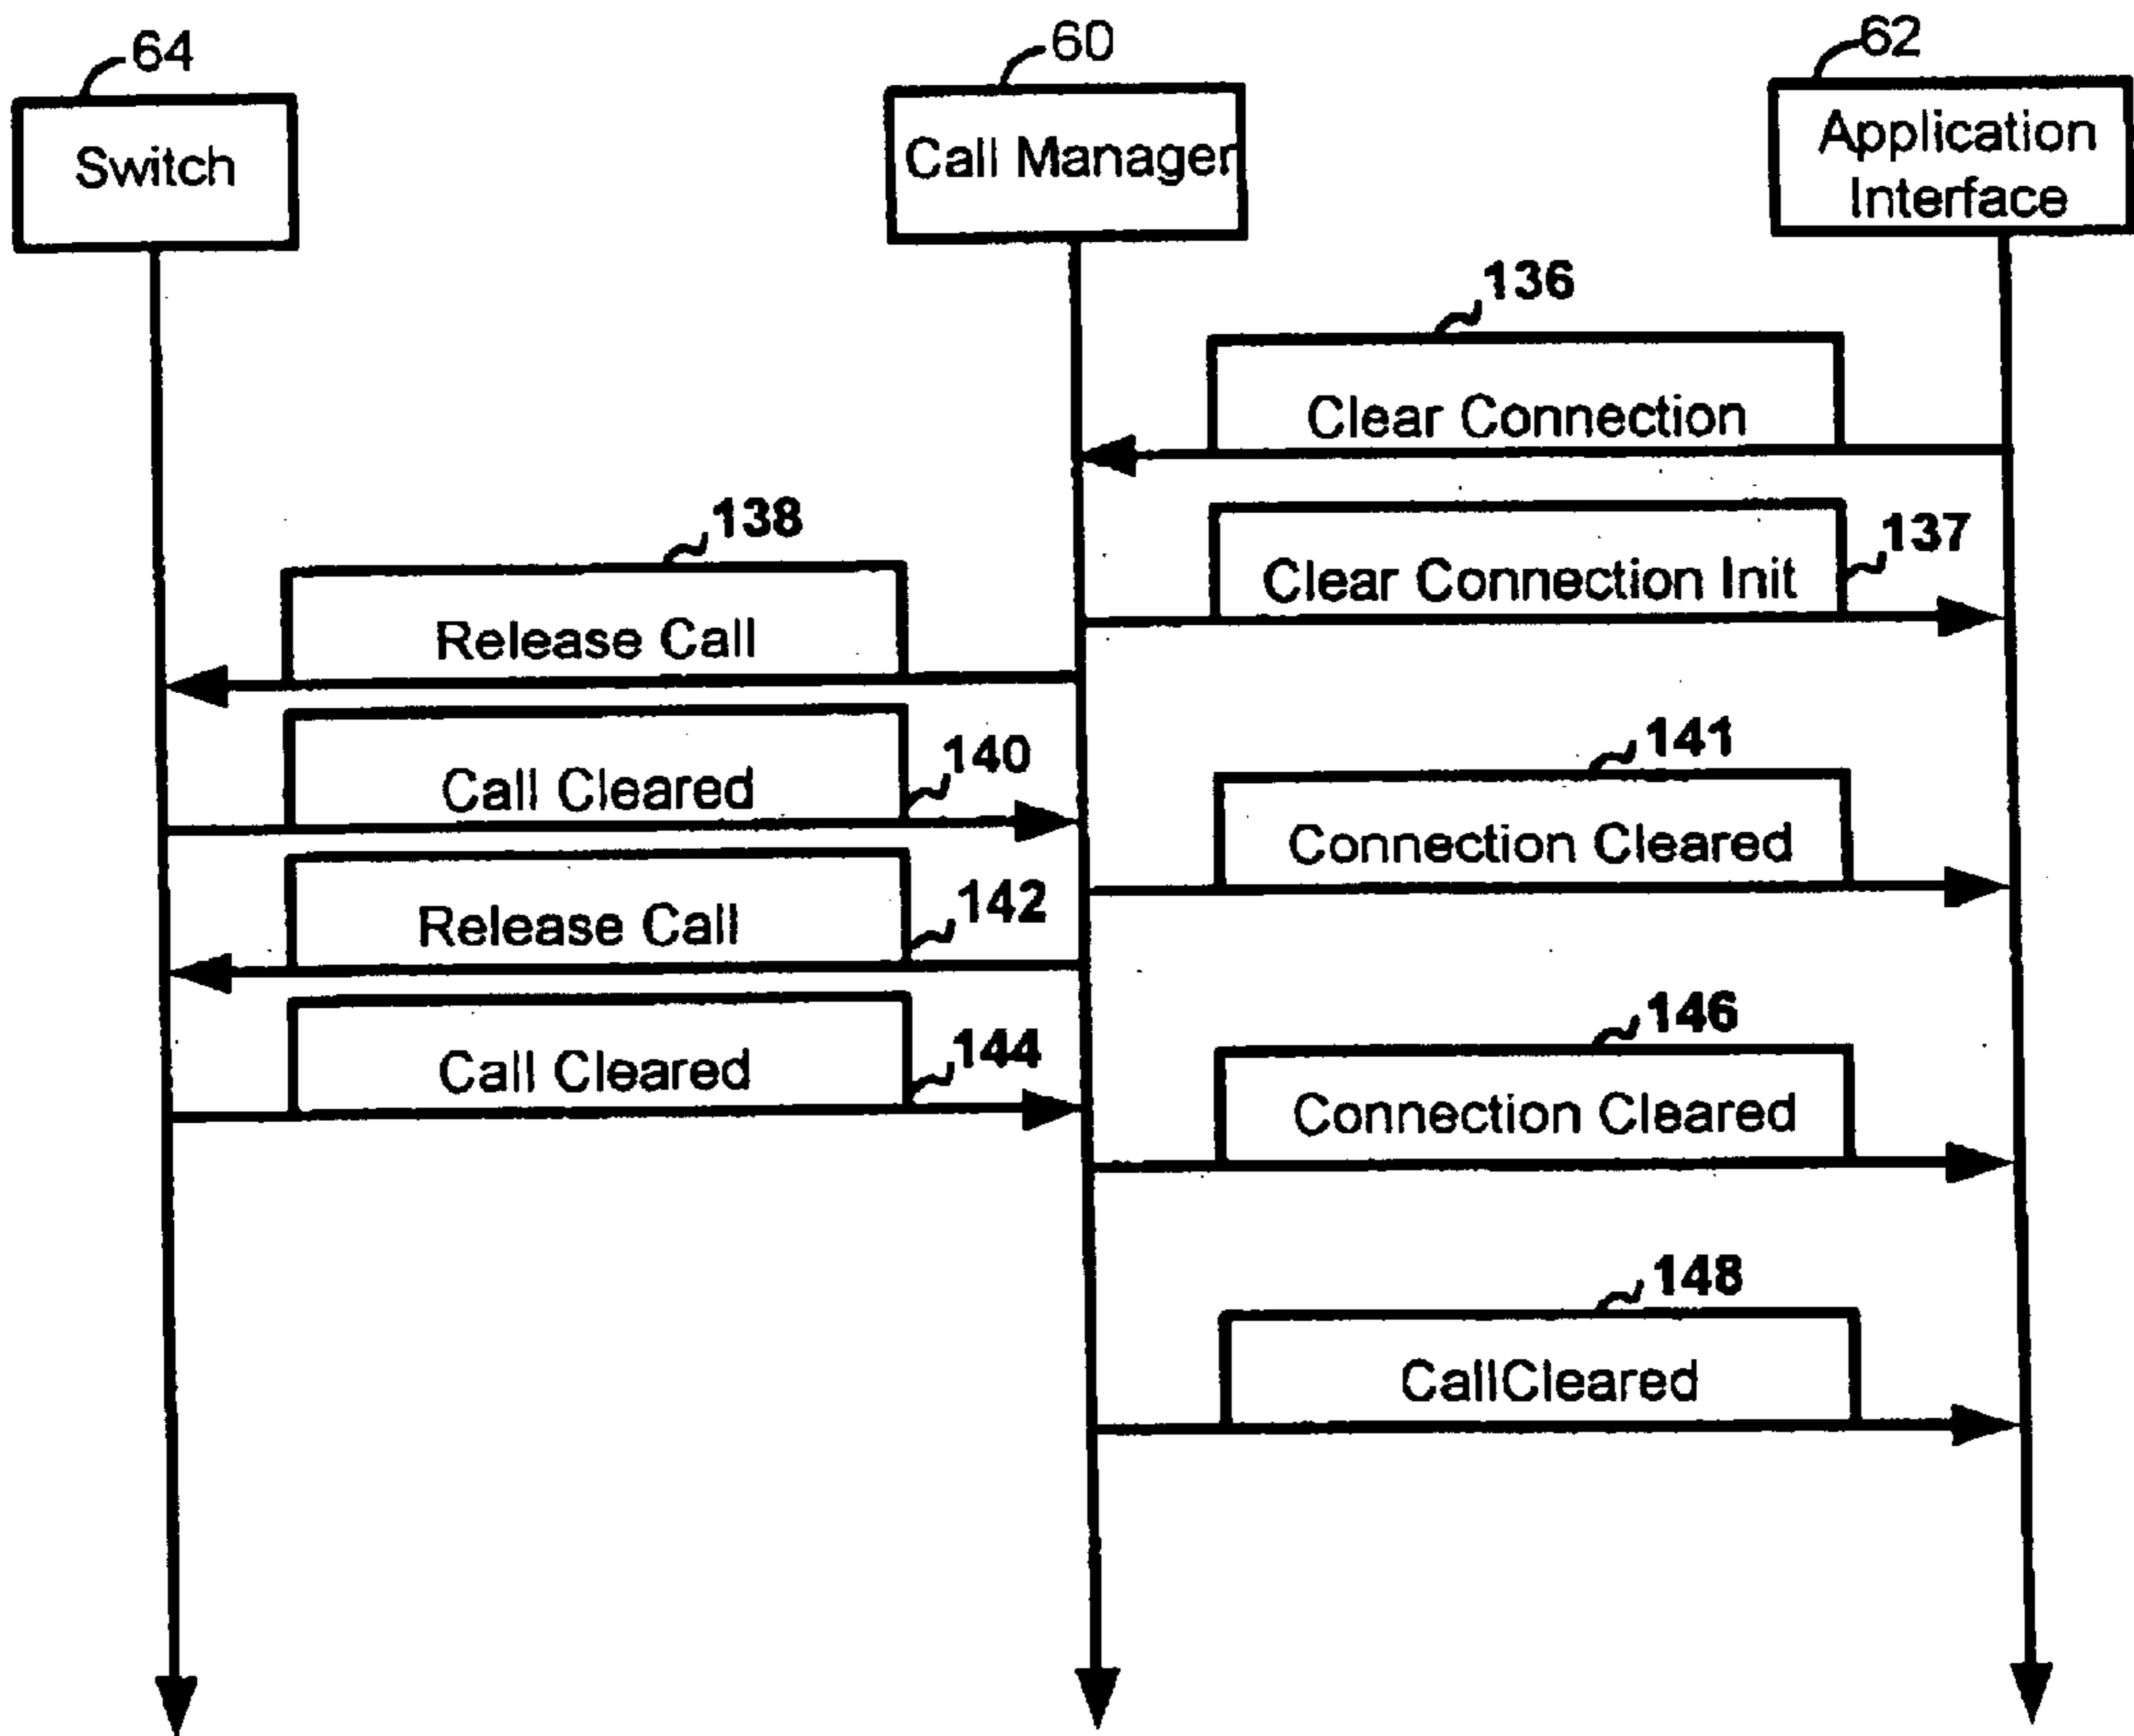 64
60
62
Switch
Call Manager
Application
Interface
136
Clear Connection
138
137
Clear Connection Init
Release Call
140
141
Call Cleared
Connection Cleared
142
Release Call
146
144
Call Cleared
Connection Cleared
148
CallCleared